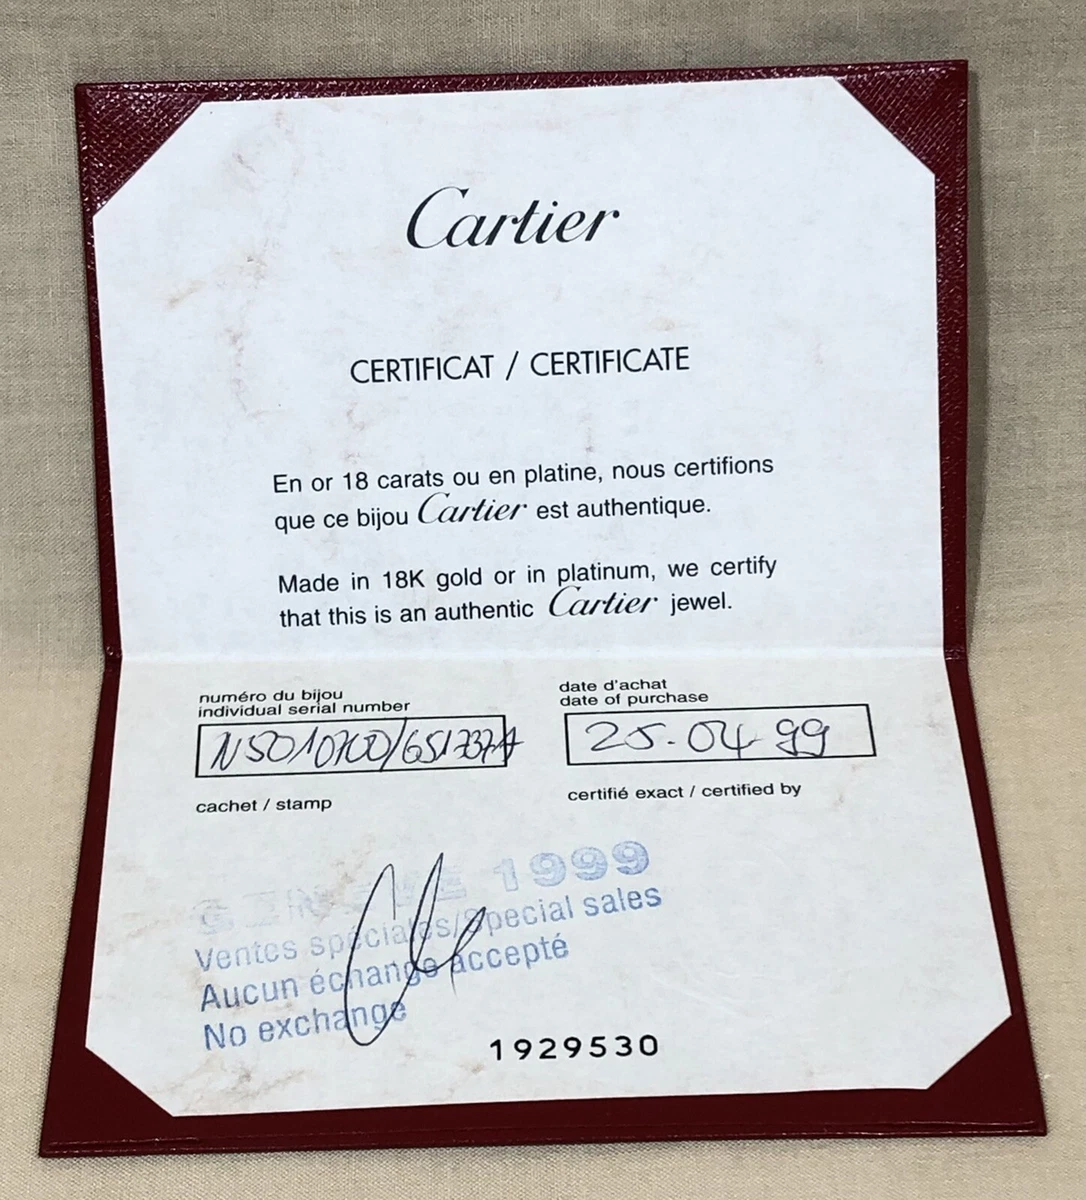 Cartier
CERTIFICAT / CERTIFICATE
En or 18 carats ou en platine, nous certifions
que ce bijou Cartier est authentique.
Made in 18K gold or in platinum, we certify
that this is an authentic Cartier jewel.
numéro du bijou
individual serial number
date d'achat
date of purchase
25.04 99
cachet / stamp
certifié exact / certified by
GENEVE 1999
Ventes spéciales/Special sales
Aucun échange accepté
No exchange
1929530